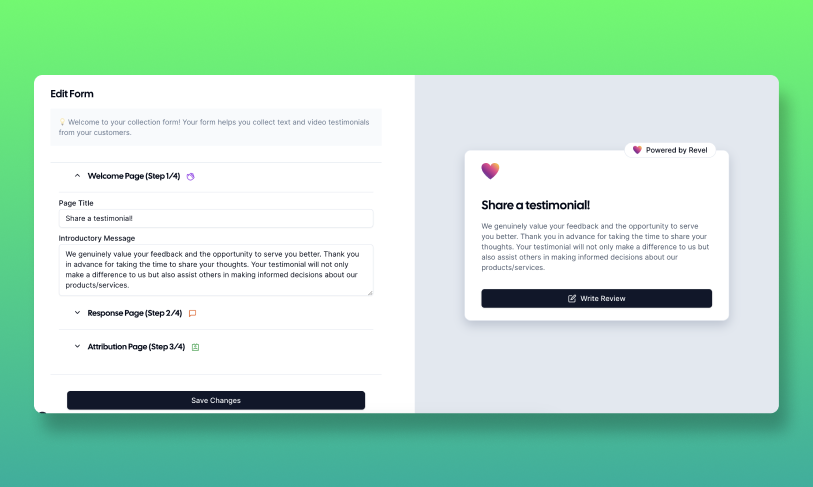 Edit Form
💡 Welcome to your collection form! Your form helps you collect text and video testimonials
from your customers.
Welcome Page (Step 1/4)
Page Title
Share a testimonial!
Introductory Message
We genuinely value your feedback and the opportunity to serve you better. Thank you
in advance for taking the time to share your thoughts. Your testimonial will not only
make a difference to us but also assist others in making informed decisions about our
products/services.
Response Page (Step 2/4)
Attribution Page (Step 3/4)
Save Changes
Powered by Revel
Share a testimonial!
We genuinely value your feedback and the opportunity to serve
you better. Thank you in advance for taking the time to share your
thoughts. Your testimonial will not only make a difference to us but
also assist others in making informed decisions about our
products/services.
Write Review